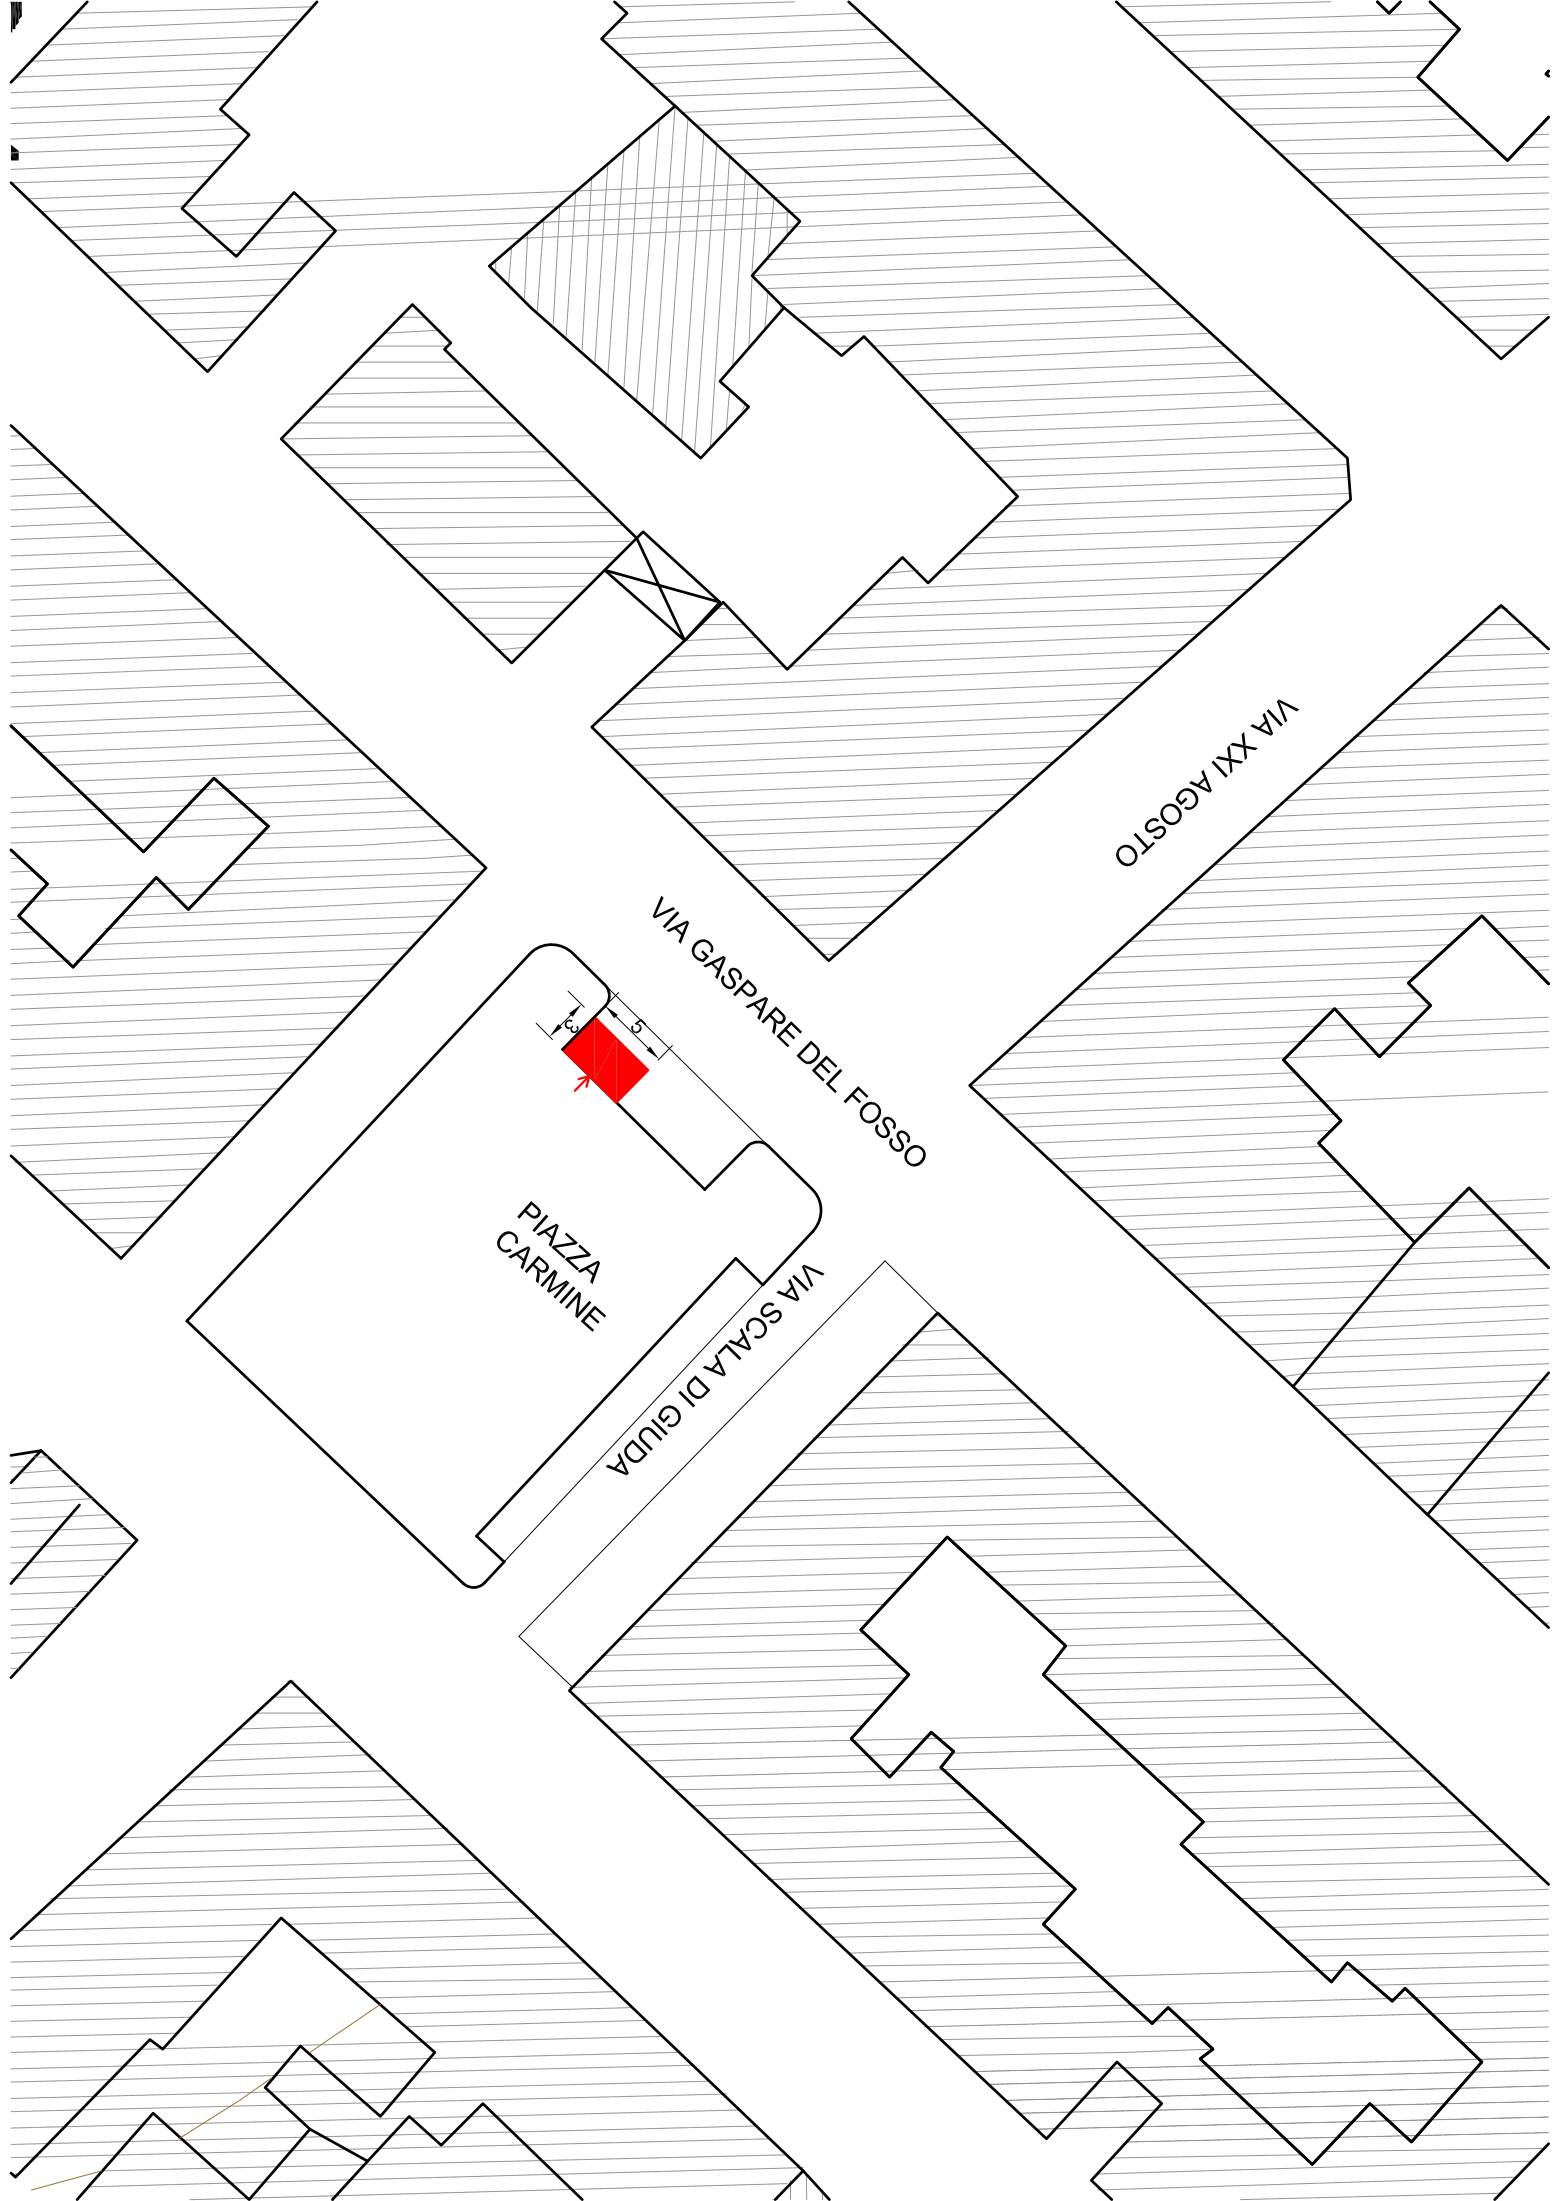 VIA XXI AGOSTO
VIA GASPARE DEL FOSSO
3
5
PIAZZA
CARMINE
VIA SCALA DI GIUDA